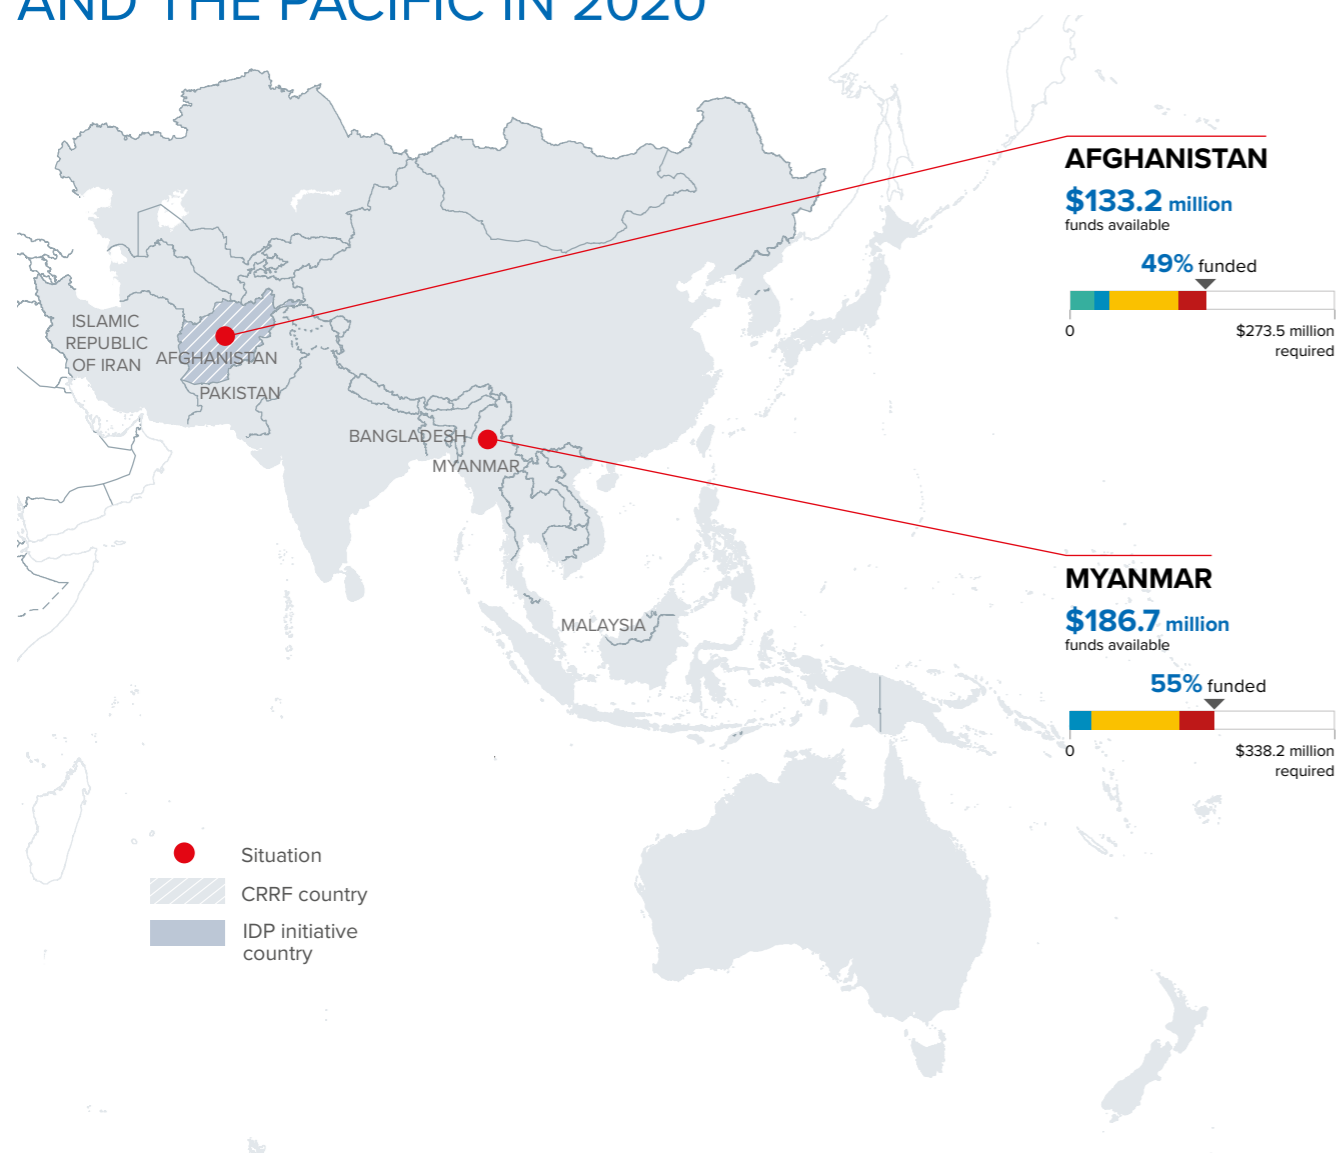 AND THE PACIFIC IN 2020
AFGHANISTAN
$133.2 million
funds available
49% funded
0
$273.5 million
required
ISLAMIC
REPUBLIC
OF IRAN
AFGHANISTAN
PAKISTAN
BANGLADESH
MYANMAR
MALAYSIA
MYANMAR
$186.7 million
funds available
55% funded
0
$338.2 million
required
Situation
CRRF country
IDP initiative
country